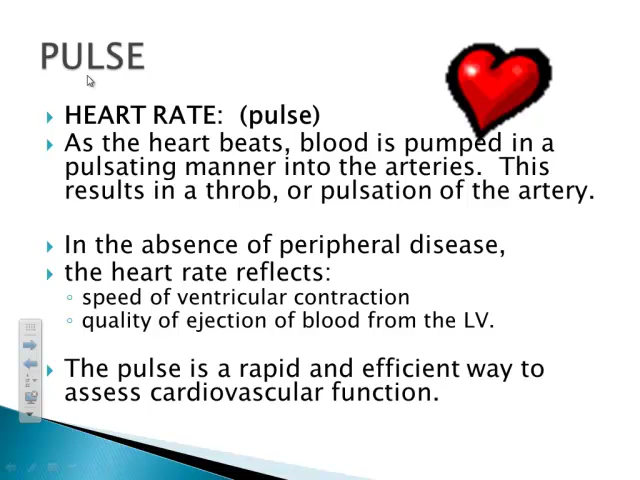 PULSE
HEART RATE:  (pulse)
As the heart beats, blood is pumped in a
pulsating manner into the arteries.  This
results in a throb, or pulsation of the artery.
In the absence of peripheral disease,
the heart rate reflects:
speed of ventricular contraction
quality of ejection of blood from the LV.
The pulse is a rapid and efficient way to
assess cardiovascular function.